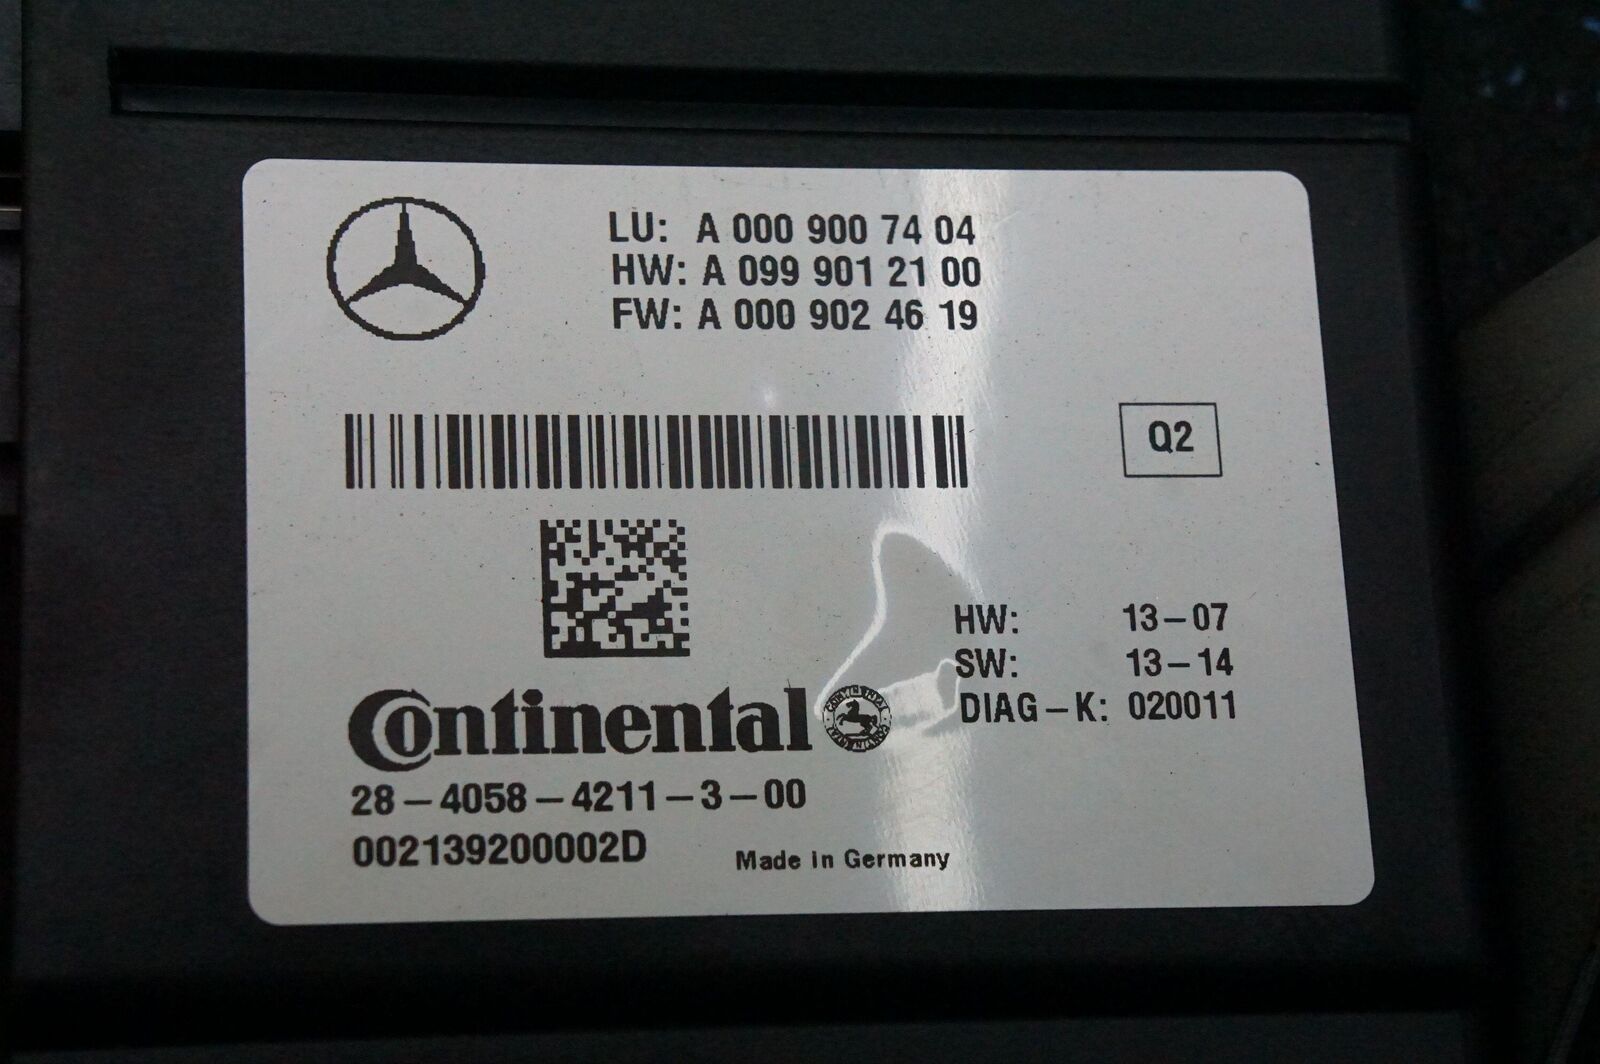 LU: A 000 900 74 04
HW: A 099 901 21 00
FW: A 000 902 46 19
Q2
HW: 13-07
SW: 13-14
DIAG-K: 020011
Continental
28-4058-4211-3-00
002139200002D
Made in Germany